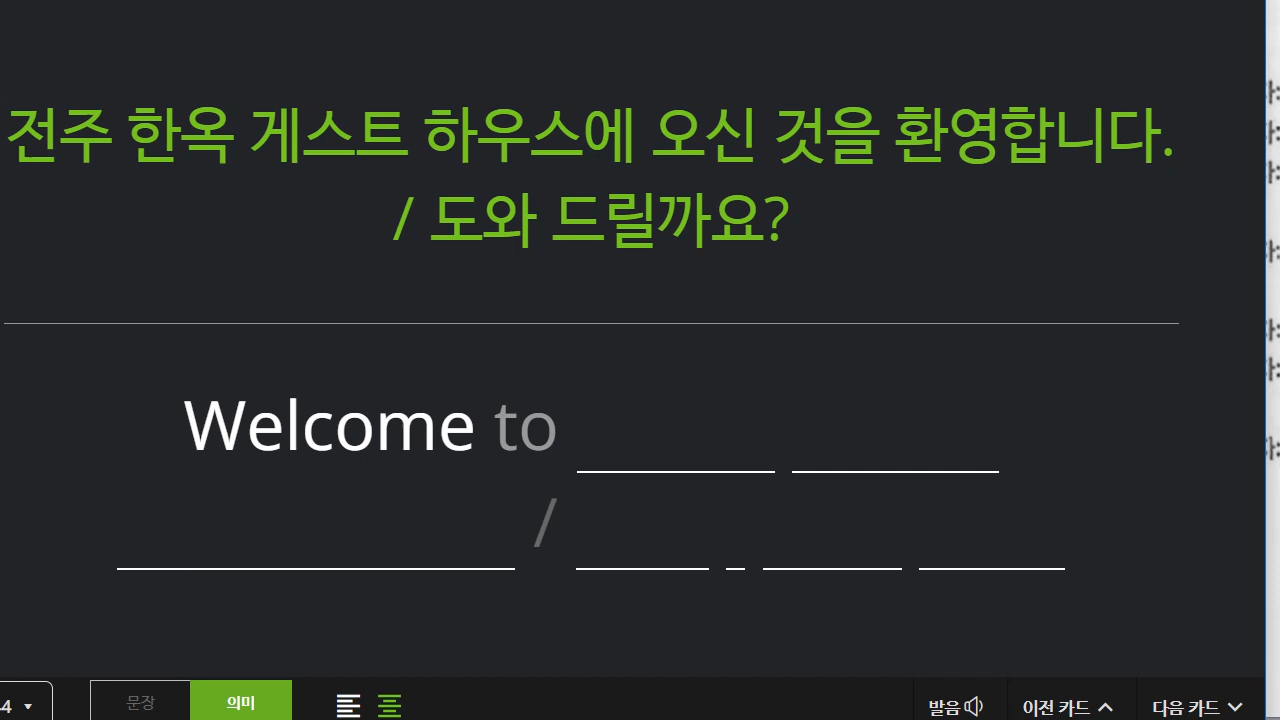 전주 한옥 게스트 하우스에 오신 것을 환영합니다.
/ 도와 드릴까요?
Welcome to
/
4
문장
의미
발음
이전 카드
다음 카드